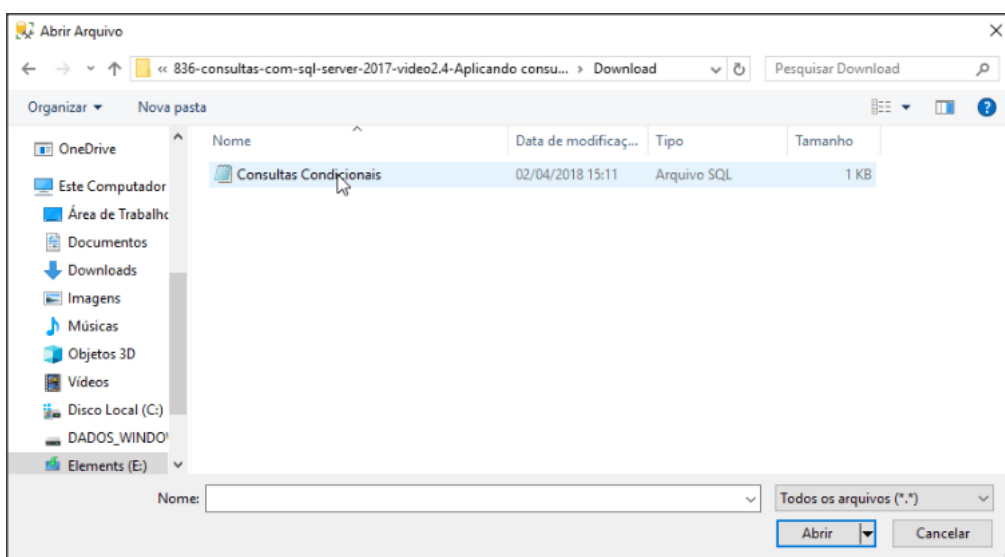 Abrir Arquivo
« 836-consultas-com-sql-server-2017-video2.4-Aplicando consu... > Download
Pesquisar Download
Organizar
Nova pasta
Nome
Data de modificaç...
Tipo
Tamanho
Consultas Condicionais
02/04/2018 15:11
Arquivo SQL
1 KB
OneDrive
Este Computador
Área de Trabalho
Documentos
Downloads
Imagens
Músicas
Objetos 3D
Vídeos
Disco Local (C:)
DADOS_WINDOW
Elements (E:)
Nome:
Todos os arquivos (*.*)
Abrir
Cancelar